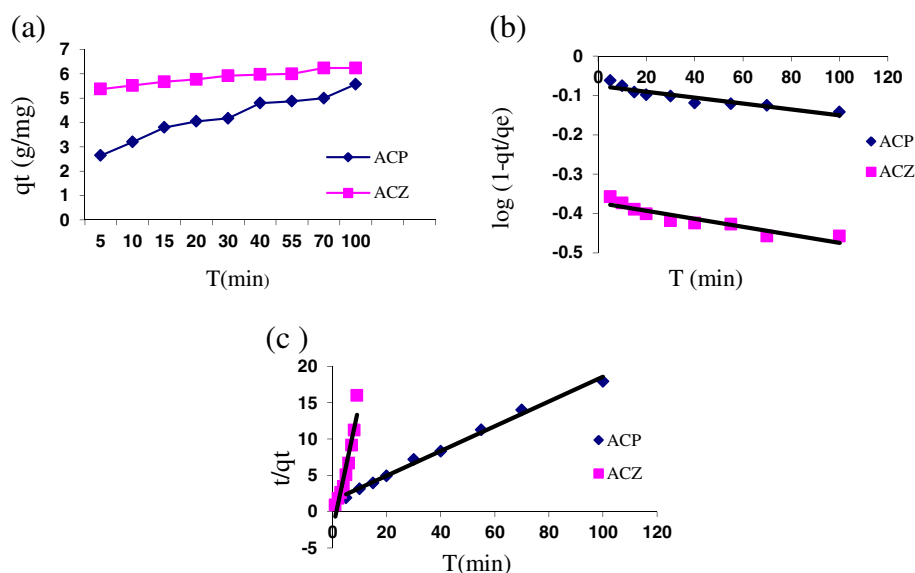 (a)
7
6
5
4
3
2
1
0
qt (g/mg)
ACP
ACZ
5 10 15 20 30 40 55 70 100
T(min)
(b)
0 20 40 60 80 100 120
0
-0.1
-0.2
-0.3
-0.4
-0.5
log (1-qt/qe)
ACP
ACZ
T (min)
(c )
20
15
10
5
0
-5
t/qt
ACP
ACZ
0 20 40 60 80 100 120
T(min)